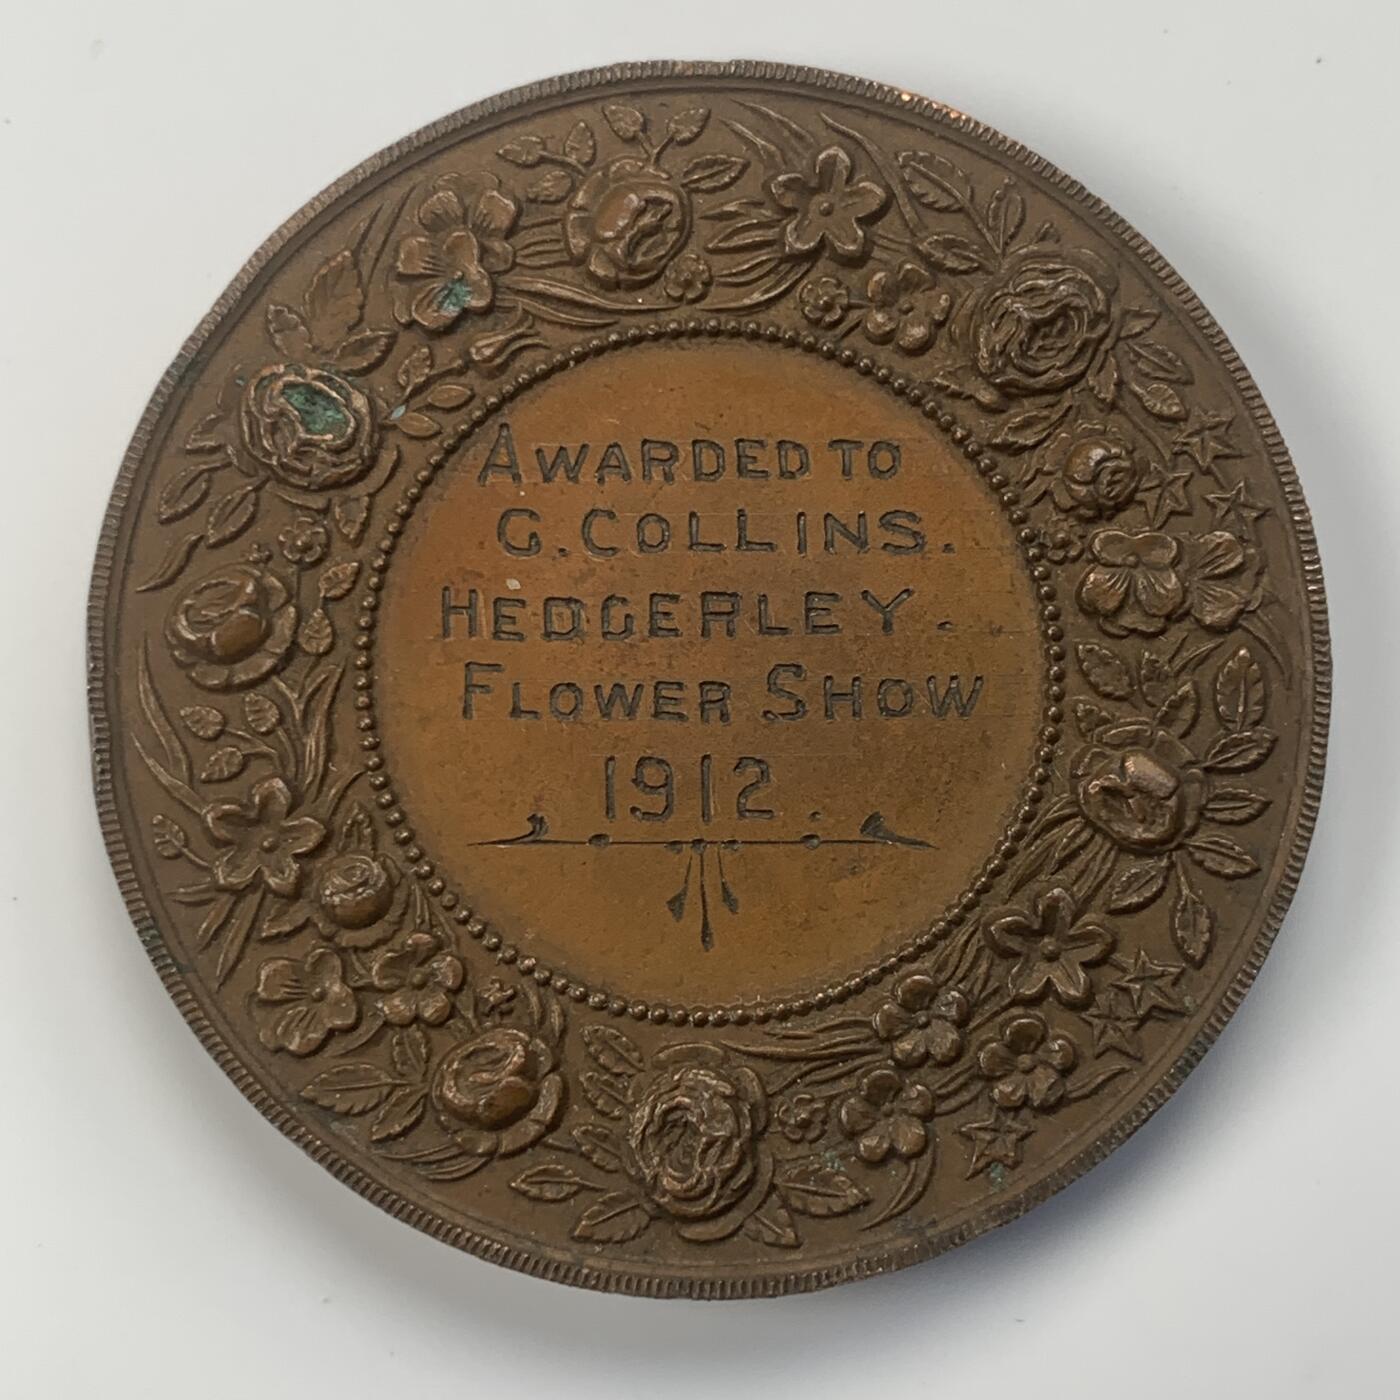 AWARDED TO
G. COLLINS.
HEDGERLEY.
FLOWER SHOW
1912.